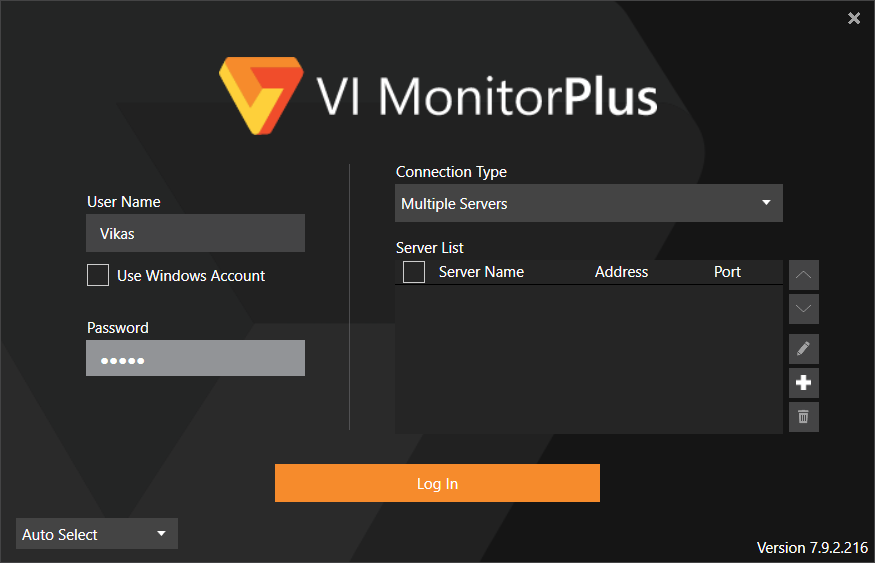 VI MonitorPlus
User Name
Vikas
Use Windows Account
Password
Connection Type
Multiple Servers
Server List
Server Name Address Port
Log In
Auto Select
Version 7.9.2.216